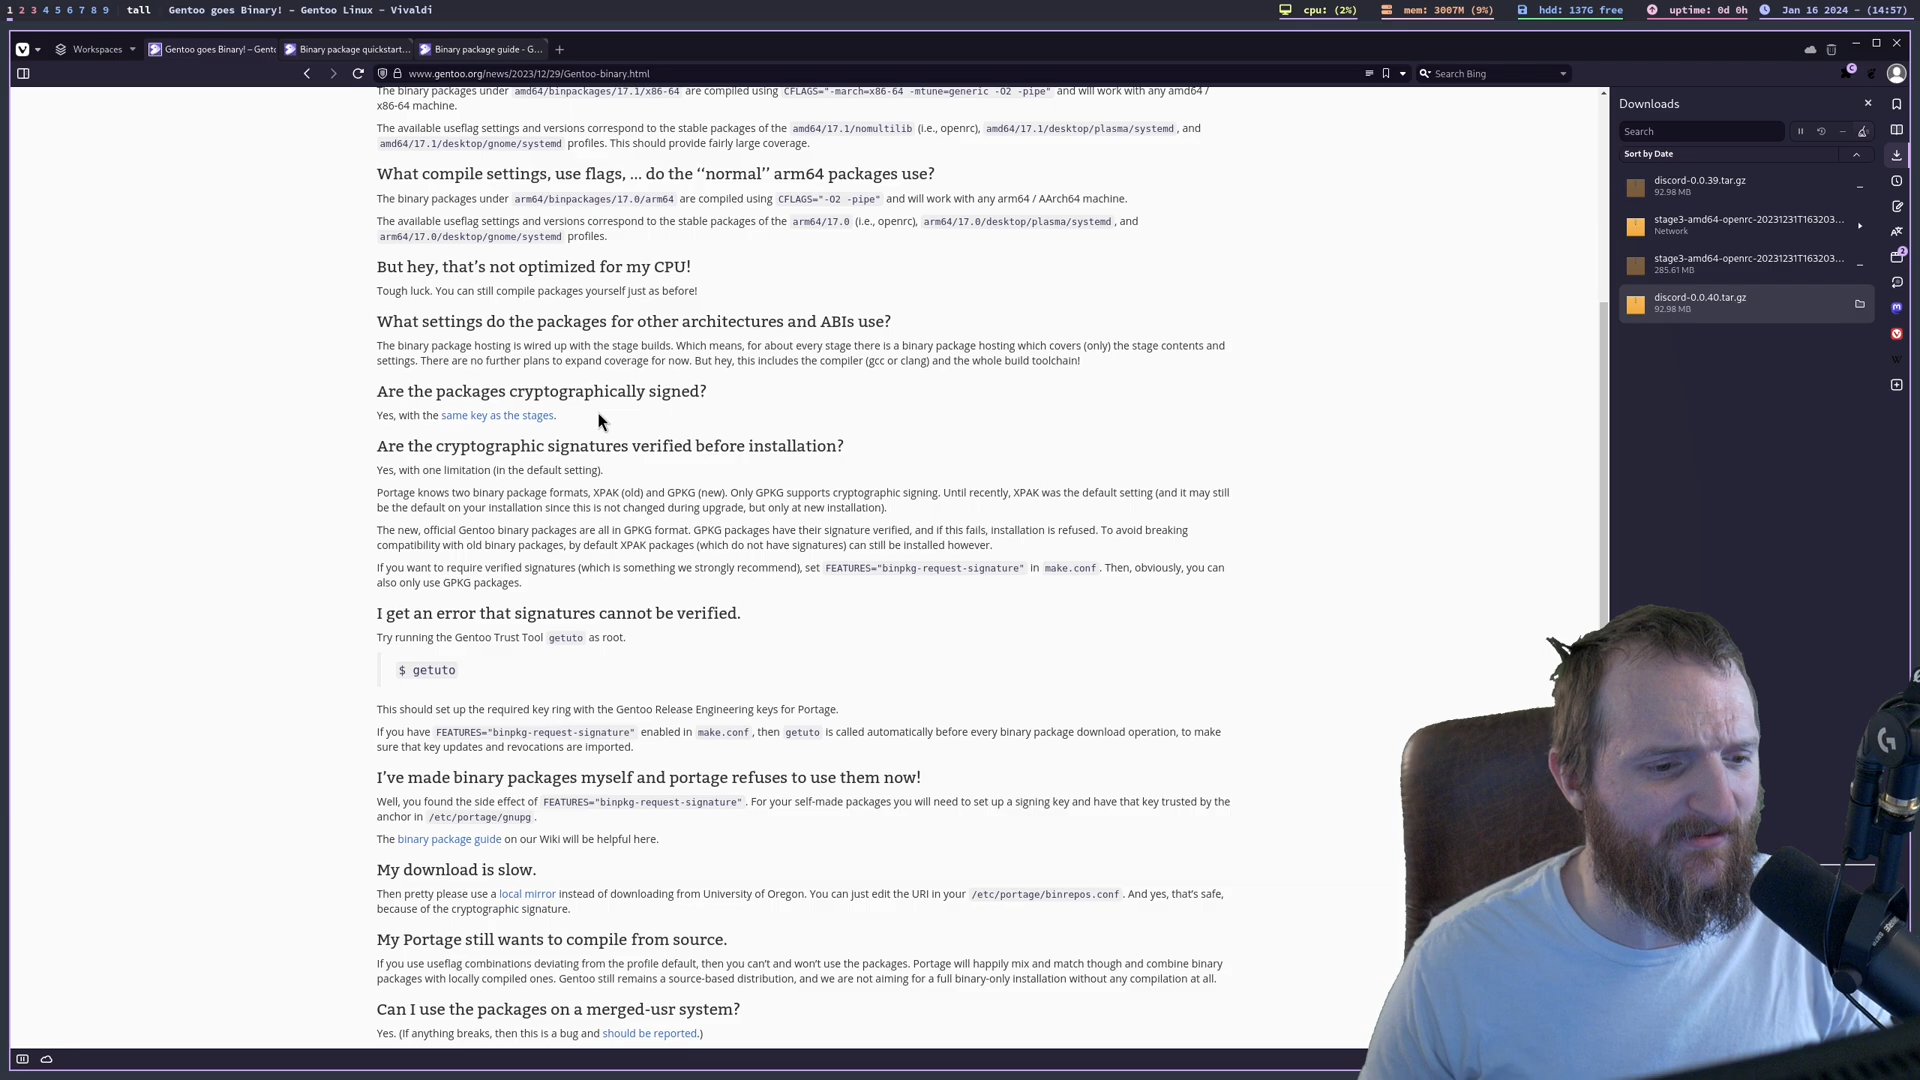 1 2 3 4 5 6 7 8 9 tall Gentoo goes Binary! – Gentoo Linux - Vivaldi
cpu: (2%) mem: 3007M (9%) hdd: 137G free uptime: 0d 0h Jan 16 2024 - (14:57)
Workspaces Gentoo goes Binary! – Gento Binary package quickstart... Binary package guide - G...
www.gentoo.org/news/2023/12/29/Gentoo-binary.html Search Bing
The binary packages under amd64/binpackages/17.1/x86-64 are compiled using CFLAGS="-march=x86-64 -mtune=generic -O2 -pipe" and will work with any amd64 /
x86-64 machine.
The available useflag settings and versions correspond to the stable packages of the amd64/17.1/nomultilib (i.e., openrc), amd64/17.1/desktop/plasma/systemd, and
amd64/17.1/desktop/gnome/systemd profiles. This should provide fairly large coverage.
What compile settings, use flags, ... do the ‘‘normal’’ arm64 packages use?
The binary packages under arm64/binpackages/17.0/arm64 are compiled using CFLAGS="-O2 -pipe" and will work with any arm64 / AArch64 machine.
The available useflag settings and versions correspond to the stable packages of the arm64/17.0 (i.e., openrc), arm64/17.0/desktop/plasma/systemd, and
arm64/17.0/desktop/gnome/systemd profiles.
But hey, that’s not optimized for my CPU!
Tough luck. You can still compile packages yourself just as before!
What settings do the packages for other architectures and ABIs use?
The binary package hosting is wired up with the stage builds. Which means, for about every stage there is a binary package hosting which covers (only) the stage contents and
settings. There are no further plans to expand coverage for now. But hey, this includes the compiler (gcc or clang) and the whole build toolchain!
Are the packages cryptographically signed?
Yes, with the same key as the stages.
Are the cryptographic signatures verified before installation?
Yes, with one limitation (in the default setting).
Portage knows two binary package formats, XPAK (old) and GPKG (new). Only GPKG supports cryptographic signing. Until recently, XPAK was the default setting (and it may still
be the default on your installation since this is not changed during upgrade, but only at new installation).
The new, official Gentoo binary packages are all in GPKG format. GPKG packages have their signature verified, and if this fails, installation is refused. To avoid breaking
compatibility with old binary packages, by default XPAK packages (which do not have signatures) can still be installed however.
If you want to require verified signatures (which is something we strongly recommend), set FEATURES="binpkg-request-signature" in make.conf. Then, obviously, you can
also only use GPKG packages.
I get an error that signatures cannot be verified.
Try running the Gentoo Trust Tool getuto as root.
$ getuto
This should set up the required key ring with the Gentoo Release Engineering keys for Portage.
If you have FEATURES="binpkg-request-signature" enabled in make.conf, then getuto is called automatically before every binary package download operation, to make
sure that key updates and revocations are imported.
I’ve made binary packages myself and portage refuses to use them now!
Well, you found the side effect of FEATURES="binpkg-request-signature". For your self-made packages you will need to set up a signing key and have that key trusted by the
anchor in /etc/portage/gnupg.
The binary package guide on our Wiki will be helpful here.
My download is slow.
Then pretty please use a local mirror instead of downloading from University of Oregon. You can just edit the URI in your /etc/portage/binrepos.conf. And yes, that’s safe,
because of the cryptographic signature.
My Portage still wants to compile from source.
If you use useflag combinations deviating from the profile default, then you can’t and won’t use the packages. Portage will happily mix and match though and combine binary
packages with locally compiled ones. Gentoo still remains a source-based distribution, and we are not aiming for a full binary-only installation without any compilation at all.
Can I use the packages on a merged-usr system?
Yes. (If anything breaks, then this is a bug and should be reported.)
Downloads
Search
Sort by Date
discord-0.0.39.tar.gz
92.98 MB
stage3-amd64-openrc-20231231T163203...
Network
stage3-amd64-openrc-20231231T163203...
285.61 MB
discord-0.0.40.tar.gz
92.98 MB